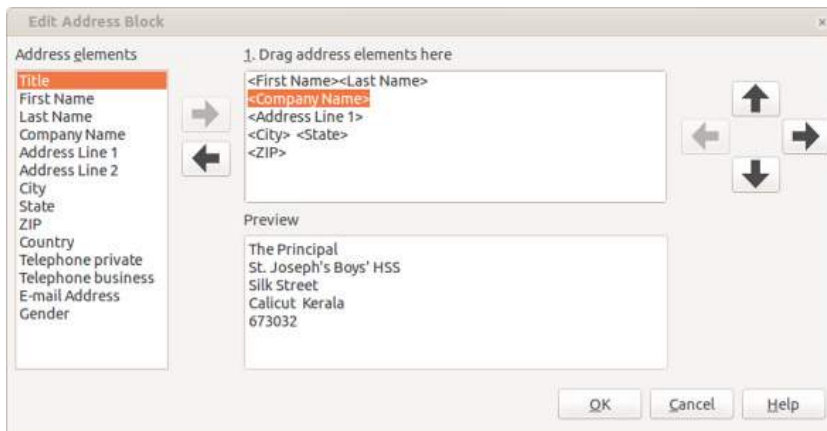 Edit Address Block
Address elements
Title
First Name
Last Name
Company Name
Address Line 1
Address Line 2
City
State
ZIP
Country
Telephone private
Telephone business
E-mail Address
Gender
1. Drag address elements here
<First Name><Last Name>
<Company Name>
<Address Line 1>
<City> <State>
<ZIP>
Preview
The Principal
St. Joseph's Boys' HSS
Silk Street
Calicut Kerala
673032
OK
Cancel
Help